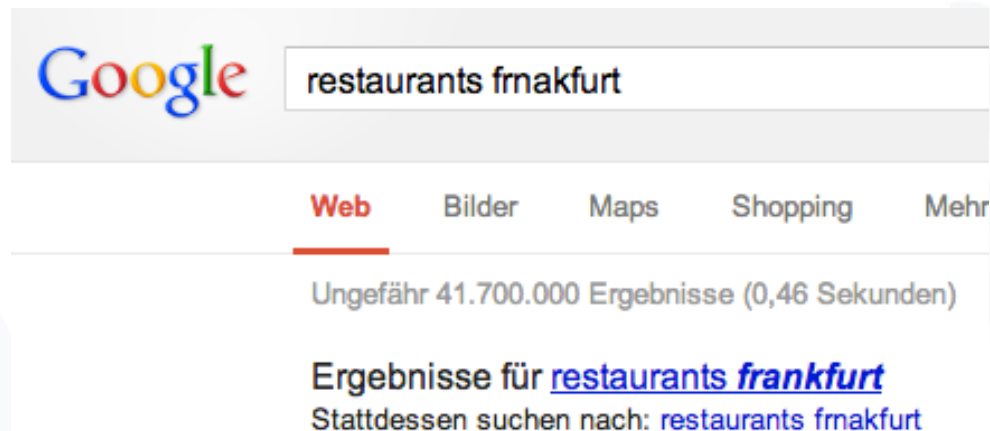 Google restaurants frnakfurt
Web Bilder Maps Shopping Mehr
Ungefähr 41.700.000 Ergebnisse (0,46 Sekunden)
Ergebnisse für restaurants frankfurt
Stattdessen suchen nach: restaurants frnakfurt